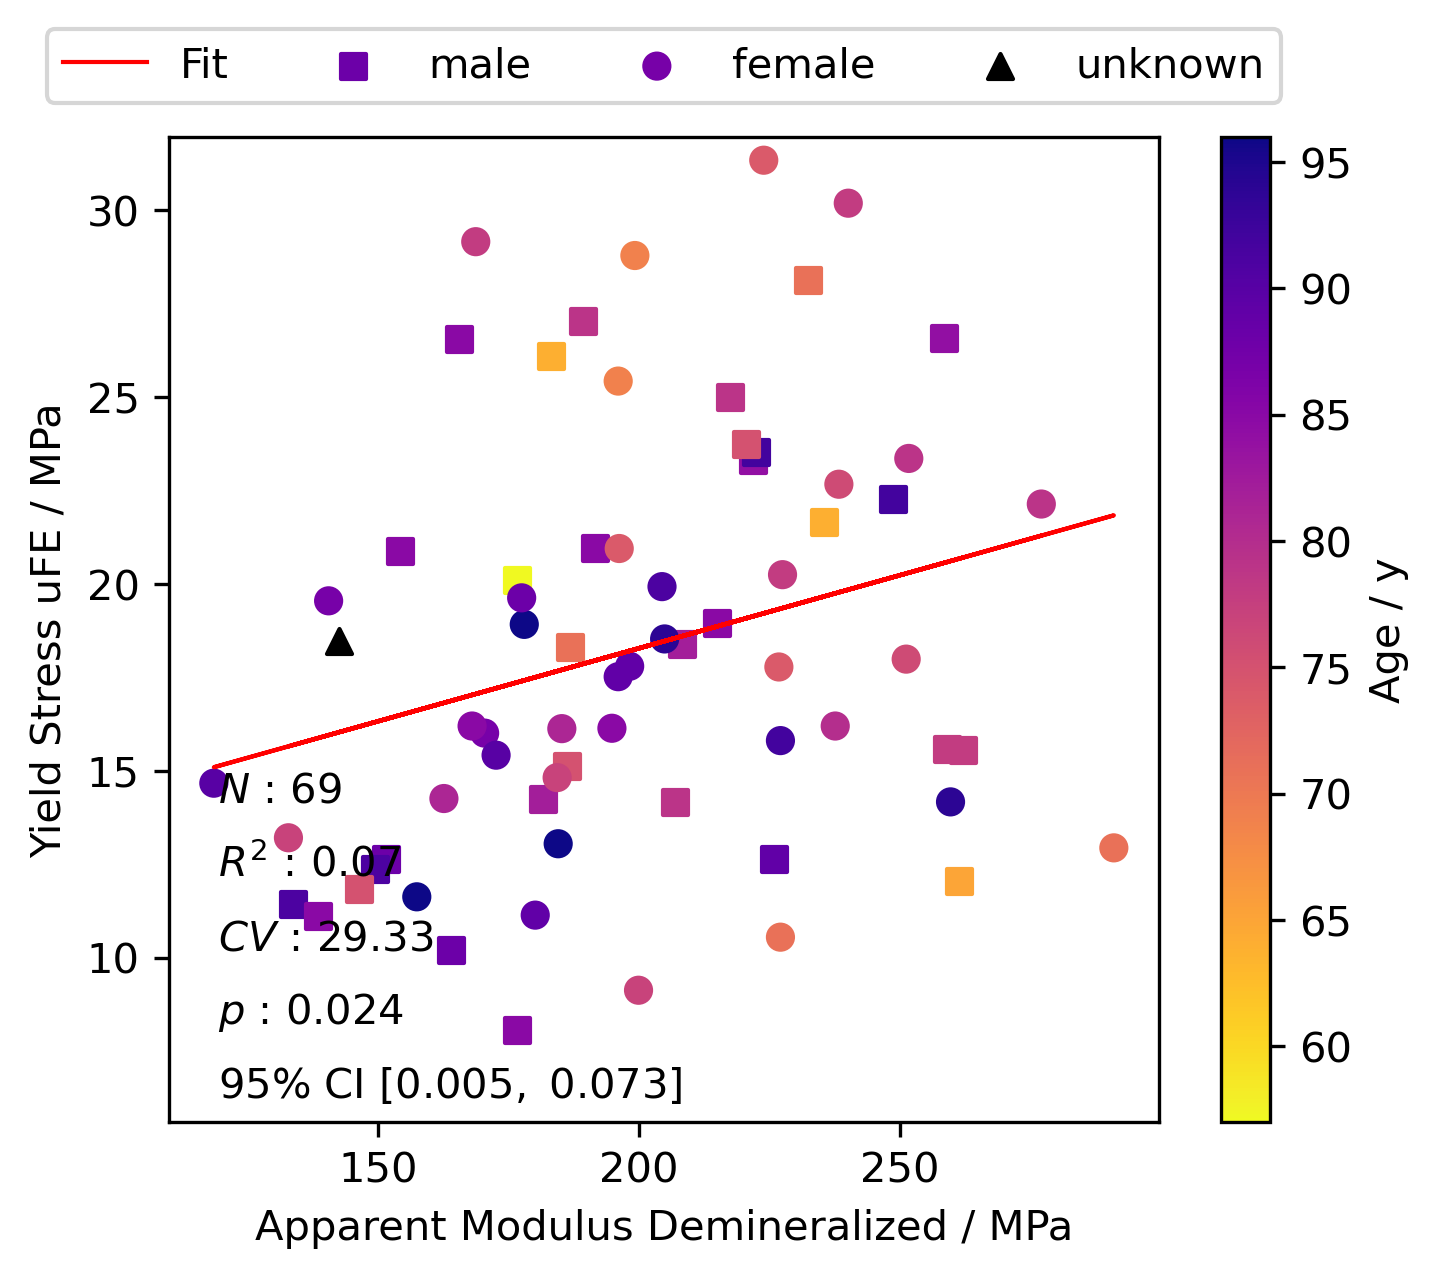 Fit male female unknown
30
25
20
15
10
Yield Stress uFE / MPa
N : 69
R² : 0.07
CV : 29.33
p : 0.024
95% CI [0.005, 0.073]
150 200 250
Apparent Modulus Demineralized / MPa
95
90
85
80
75
70
65
60
Age / y